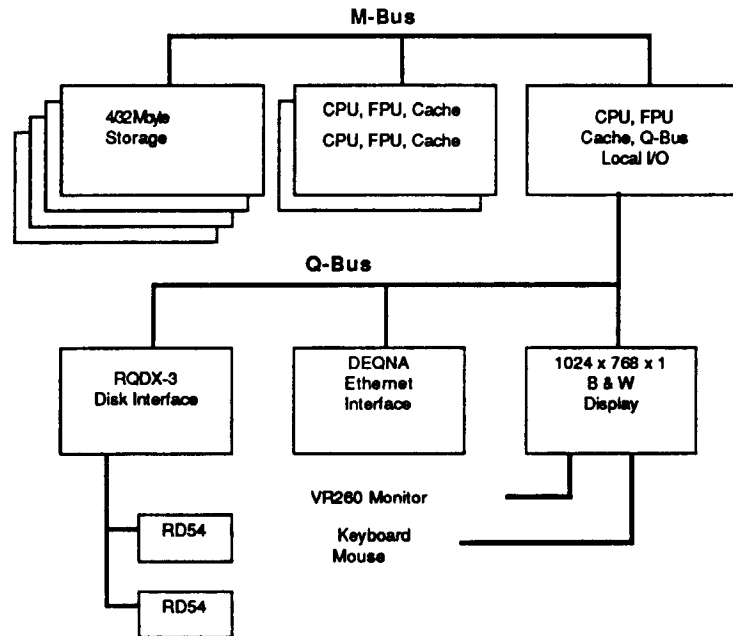 M-Bus
4/32Mbyte
Storage
CPU, FPU, Cache
CPU, FPU, Cache
CPU, FPU
Cache, Q-Bus
Local I/O
Q-Bus
RQDX-3
Disk Interface
DEQNA
Ethernet
Interface
1024 x 768 x 1
B & W
Display
VR260 Monitor
Keyboard
Mouse
RD54
RD54